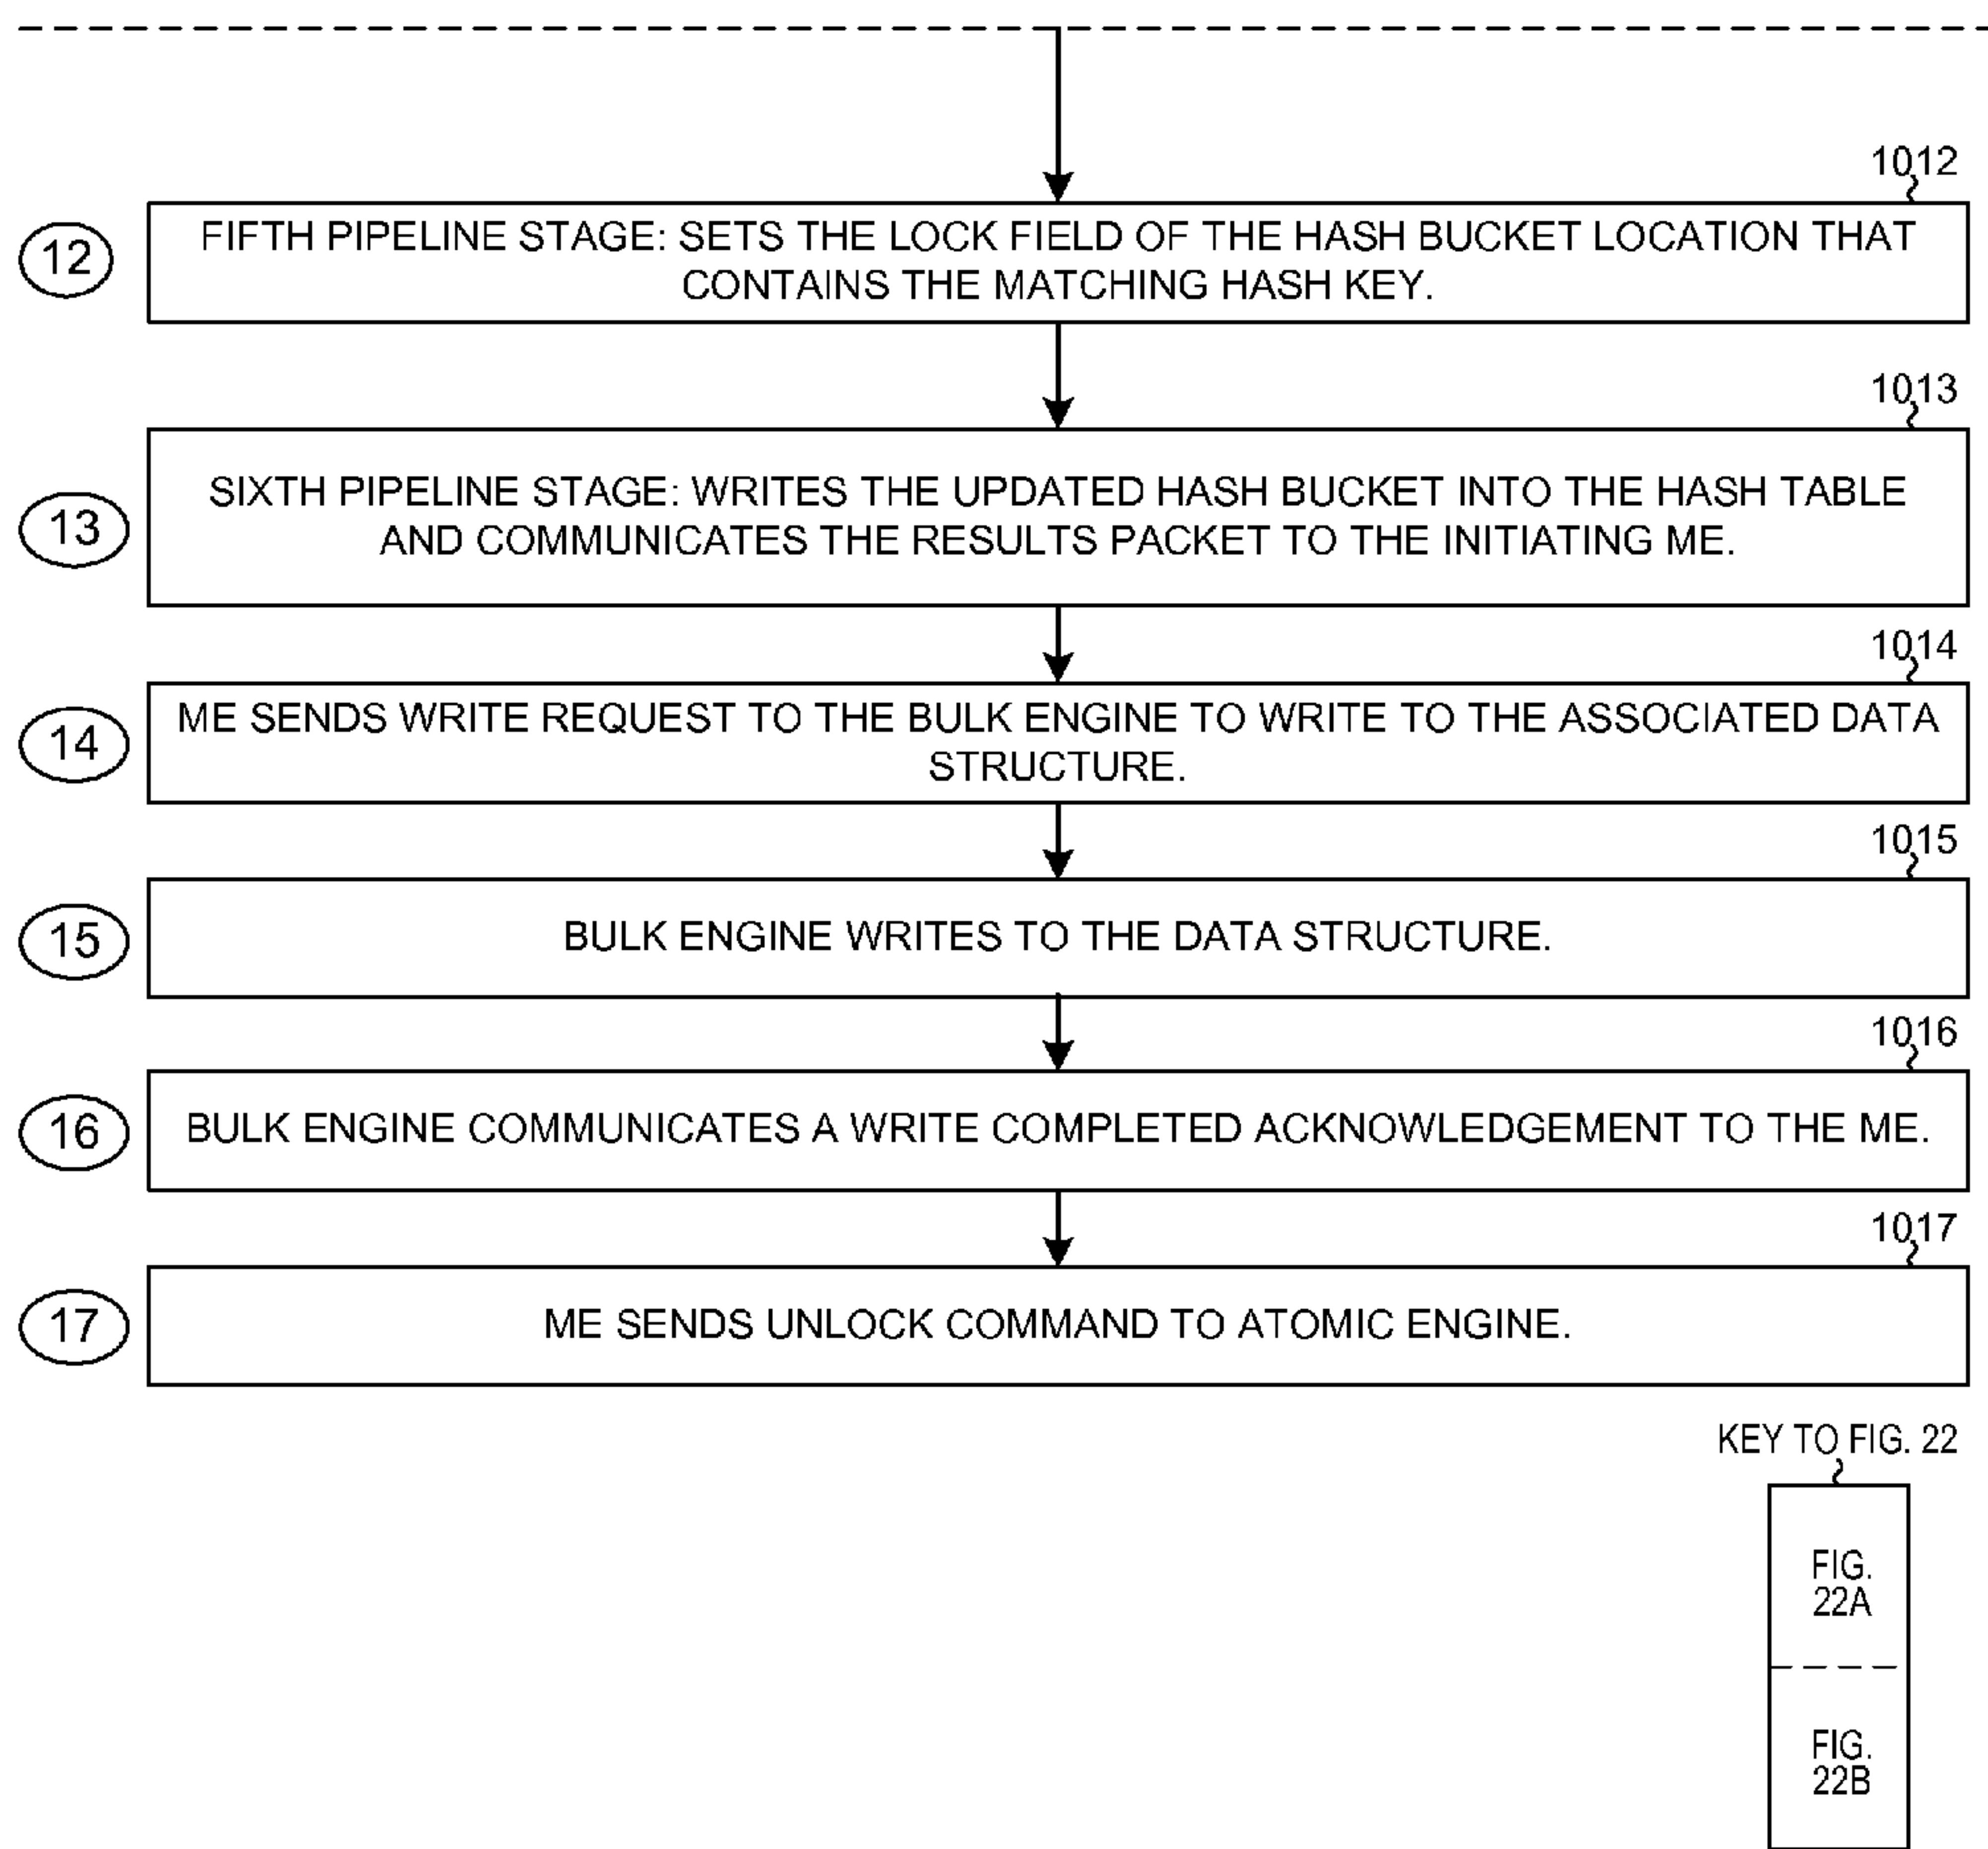 1012
12
FIFTH PIPELINE STAGE: SETS THE LOCK FIELD OF THE HASH BUCKET LOCATION THAT
CONTAINS THE MATCHING HASH KEY.
1013
13
SIXTH PIPELINE STAGE: WRITES THE UPDATED HASH BUCKET INTO THE HASH TABLE
AND COMMUNICATES THE RESULTS PACKET TO THE INITIATING ME.
1014
14
ME SENDS WRITE REQUEST TO THE BULK ENGINE TO WRITE TO THE ASSOCIATED DATA
STRUCTURE.
1015
15
BULK ENGINE WRITES TO THE DATA STRUCTURE.
1016
16
BULK ENGINE COMMUNICATES A WRITE COMPLETED ACKNOWLEDGEMENT TO THE ME.
1017
17
ME SENDS UNLOCK COMMAND TO ATOMIC ENGINE.
KEY TO FIG. 22
FIG.
22A
FIG.
22B